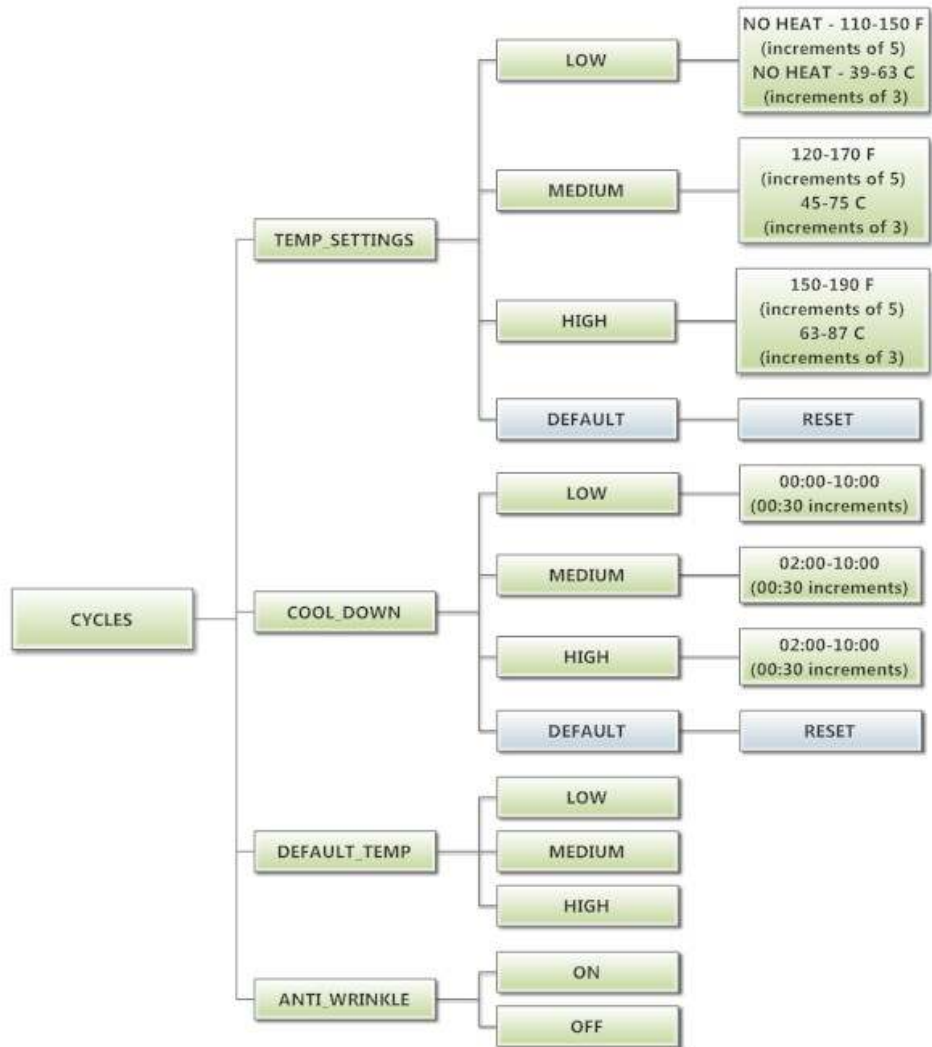 CYCLES
TEMP_SETTINGS
LOW
NO HEAT - 110-150 F
(increments of 5)
NO HEAT - 39-63 C
(increments of 3)
MEDIUM
120-170 F
(increments of 5)
45-75 C
(increments of 3)
HIGH
150-190 F
(increments of 5)
63-87 C
(increments of 3)
DEFAULT
RESET
COOL_DOWN
LOW
00:00-10:00
(00:30 increments)
MEDIUM
02:00-10:00
(00:30 increments)
HIGH
02:00-10:00
(00:30 increments)
DEFAULT
RESET
DEFAULT_TEMP
LOW
MEDIUM
HIGH
ANTI_WRINKLE
ON
OFF